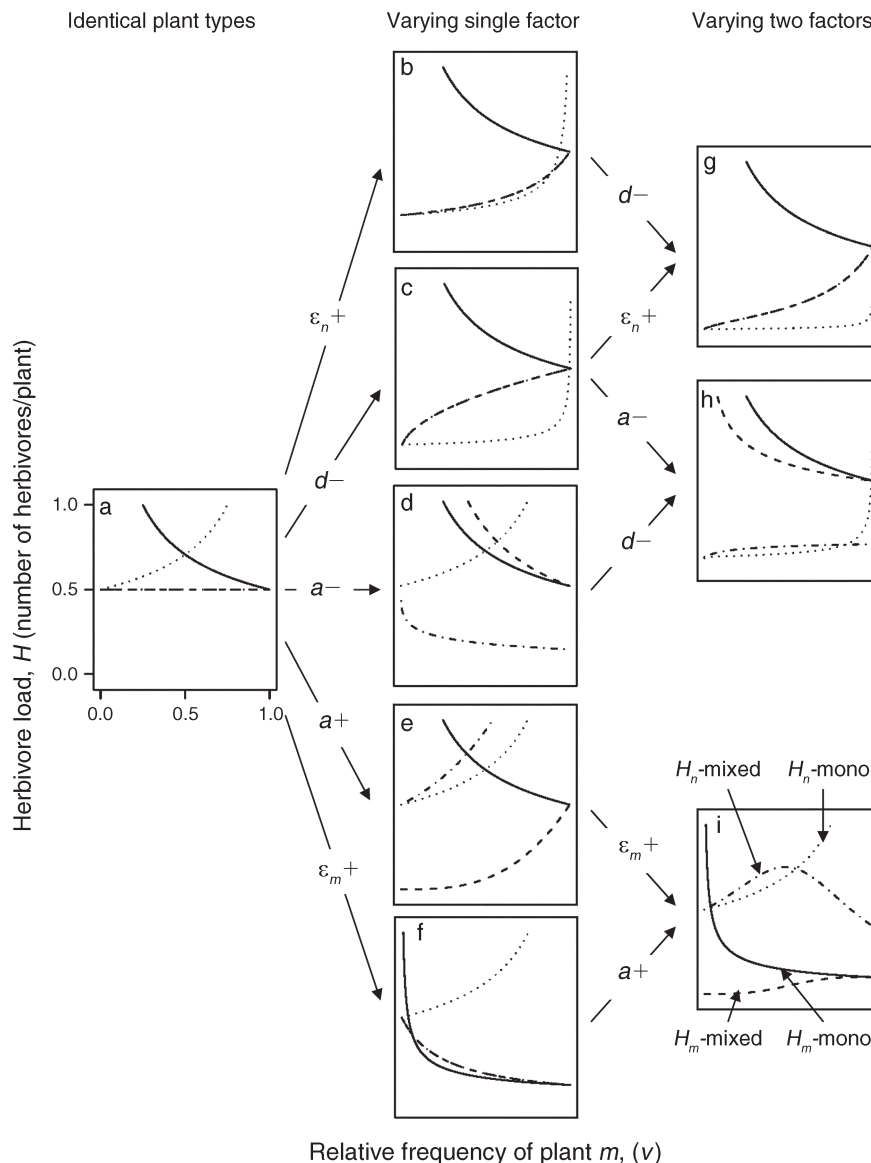 Identical plant types
Varying single factor
Varying two factors
b
c
d
e
f
g
h
i
a
1.0
0.5
0.0
0.0
0.5
1.0
εₙ+
d−
a−
a+
εₘ+
d−
εₙ+
a−
d−
εₘ+
a+
Hₙ-mixed
Hₙ-mono
Hₘ-mixed
Hₘ-mono
Herbivore load, H (number of herbivores/plant)
Relative frequency of plant m, (v)